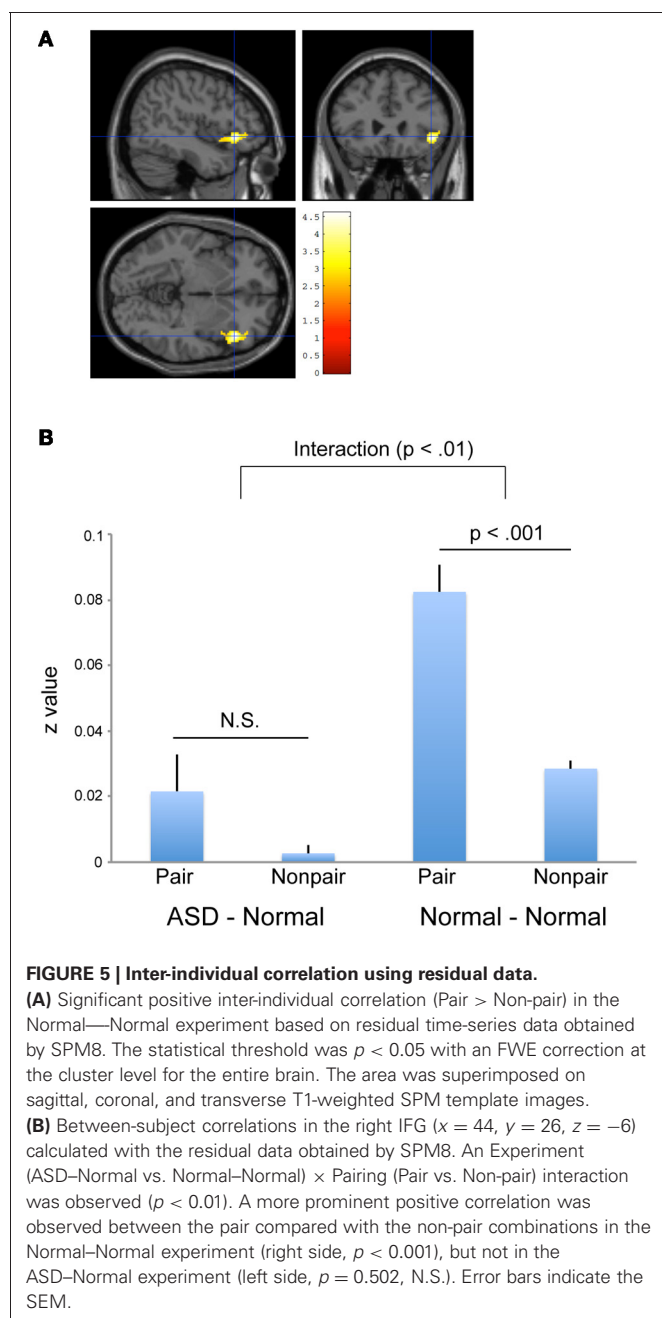 A
4.5
4
3.5
3
2.5
2
1.5
1
0.5
0
B
Interaction (p < .01)
0.1
p < .001
0.08
0.06
z value
N.S.
0.04
0.02
0
Pair Nonpair Pair Nonpair
ASD - Normal Normal - Normal
FIGURE 5 | Inter-individual correlation using residual data.
(A) Significant positive inter-individual correlation (Pair > Non-pair) in the
Normal—-Normal experiment based on residual time-series data obtained
by SPM8. The statistical threshold was p < 0.05 with an FWE correction at
the cluster level for the entire brain. The area was superimposed on
sagittal, coronal, and transverse T1-weighted SPM template images.
(B) Between-subject correlations in the right IFG (x = 44, y = 26, z = −6)
calculated with the residual data obtained by SPM8. An Experiment
(ASD–Normal vs. Normal–Normal) × Pairing (Pair vs. Non-pair) interaction
was observed (p < 0.01). A more prominent positive correlation was
observed between the pair compared with the non-pair combinations in the
Normal–Normal experiment (right side, p < 0.001), but not in the
ASD–Normal experiment (left side, p = 0.502, N.S.). Error bars indicate the
SEM.